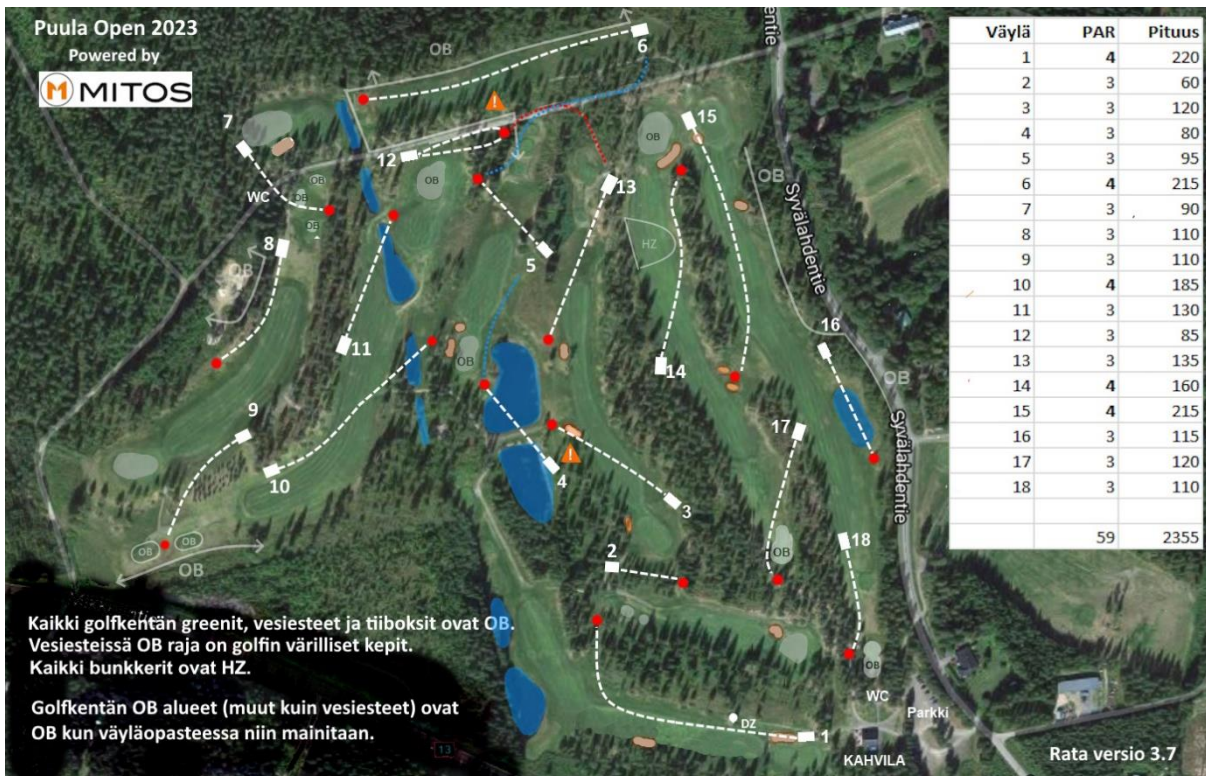 Puula Open 2023
Powered by
M MITOS
Väylä PAR Pituus
1 4 220
2 3 60
3 3 120
4 3 80
5 3 95
6 4 215
7 3 90
8 3 110
9 3 110
10 4 185
11 3 130
12 3 85
13 3 135
14 4 160
15 4 215
16 3 115
17 3 120
18 3 110
59 2355
ntie
OB
6
!
7
12
15
OB
OB
Syvälahdentie
WC
OB
OB
OB
OB
13
8
HZ
5
OB
16
11
OB
14
OB
9
17
Syvälahdentie
10
!
4
3
18
OB
OB
OB
2
OB
OB
WC
DZ
1
Parkki
KAHVILA
13
Kaikki golfkentän greenit, vesiesteet ja tiiboksit ovat OB.
Vesiesteissä OB raja on golfin värilliset kepit.
Kaikki bunkkerit ovat HZ.
Golfkentän OB alueet (muut kuin vesiesteet) ovat
OB kun väyläopasteessa niin mainitaan.
Rata versio 3.7